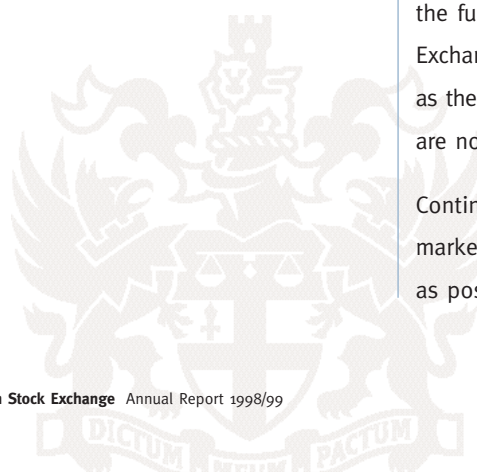 the fu
Exchar
as the
are no
Contin
marke
as pos
n Stock Exchange Annual Report 1998/99
DICTUM MEUM PACTUM